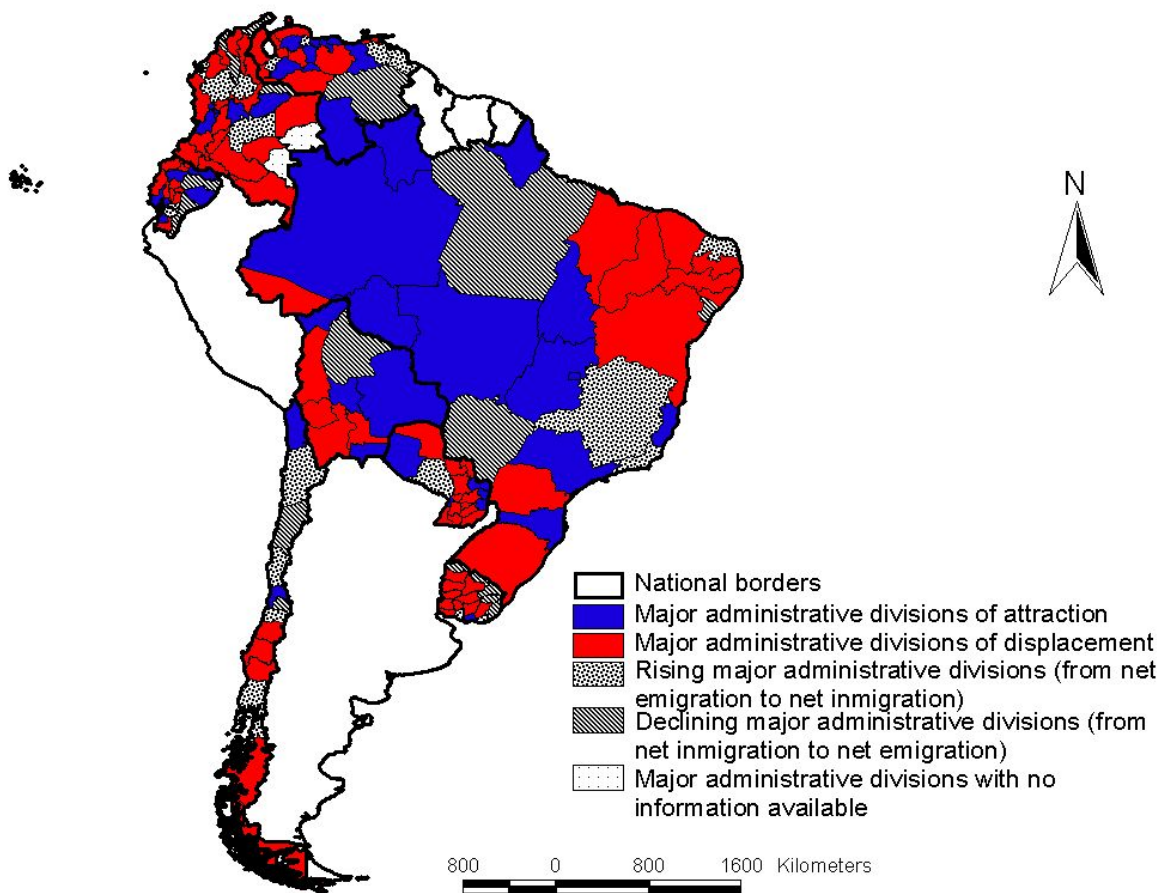 N
National borders
Major administrative divisions of attraction
Major administrative divisions of displacement
Rising major administrative divisions (from net
emigration to net inmigration)
Declining major administrative divisions (from
net inmigration to net emigration)
Major administrative divisions with no
information available
800 0 800 1600 Kilometers